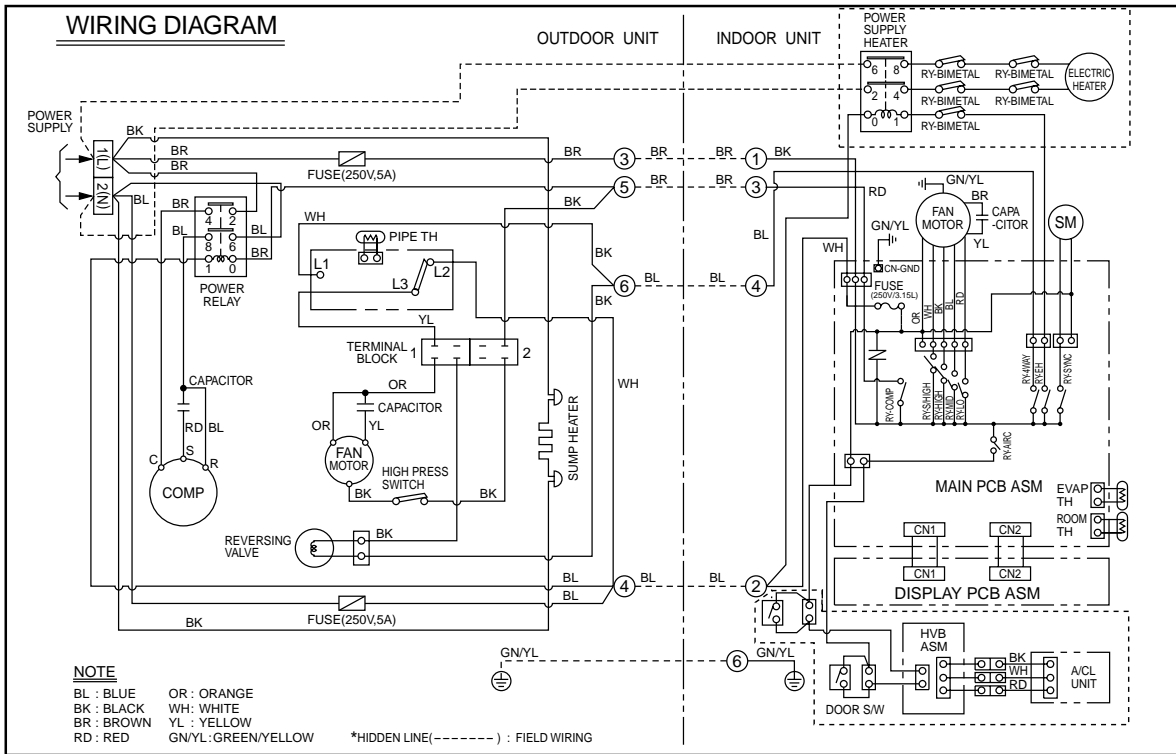 WIRING DIAGRAM
OUTDOOR UNIT
INDOOR UNIT
POWER
SUPPLY
HEATER
6 8
2 4
0 1
RY-BIMETAL
RY-BIMETAL
RY-BIMETAL
RY-BIMETAL
RY-BIMETAL
ELECTRIC
HEATER
POWER
SUPPLY
1(L)
2(N)
BK
BR
BR
BL
FUSE(250V,5A)
BR
3
BR
BR
1
BK
5
BR
BR
3
RD
BK
BR
BL
4 2
8 6
1 0
BL
BR
POWER
RELAY
WH
PIPE TH
L1
L2
L3
YL
BK
6
BL
BL
4
BK
BL
WH
TERMINAL
BLOCK
1
2
WH
CAPACITOR
RD
BL
C
S
R
COMP
OR
CAPACITOR
OR
YL
FAN
MOTOR
HIGH PRESS
SWITCH
BK
BK
SUMP HEATER
REVERSING
VALVE
BK
BL
4
BL
BL
2
BL
FUSE(250V,5A)
BK
GN/YL
FAN
MOTOR
BR
CAPA
-CITOR
YL
SM
GN/YL
CN-GND
FUSE
(250V/3.15L)
OR
WH
BK
BL
RD
RY-COMP
RY-S/HIGH
RY-HIGH
RY-MID
RY-LO
RY-4WAY
RY-EH
RY-SYNC
RY-AIRC
MAIN PCB ASM
EVAP
TH
ROOM
TH
CN1
CN2
CN1
CN2
DISPLAY PCB ASM
HVB
ASM
BK
WH
RD
A/CL
UNIT
DOOR S/W
GN/YL
6
GN/YL
NOTE
BL : BLUE OR : ORANGE
BK : BLACK WH: WHITE
BR : BROWN YL : YELLOW
RD : RED GN/YL:GREEN/YELLOW *HIDDEN LINE(-------) : FIELD WIRING